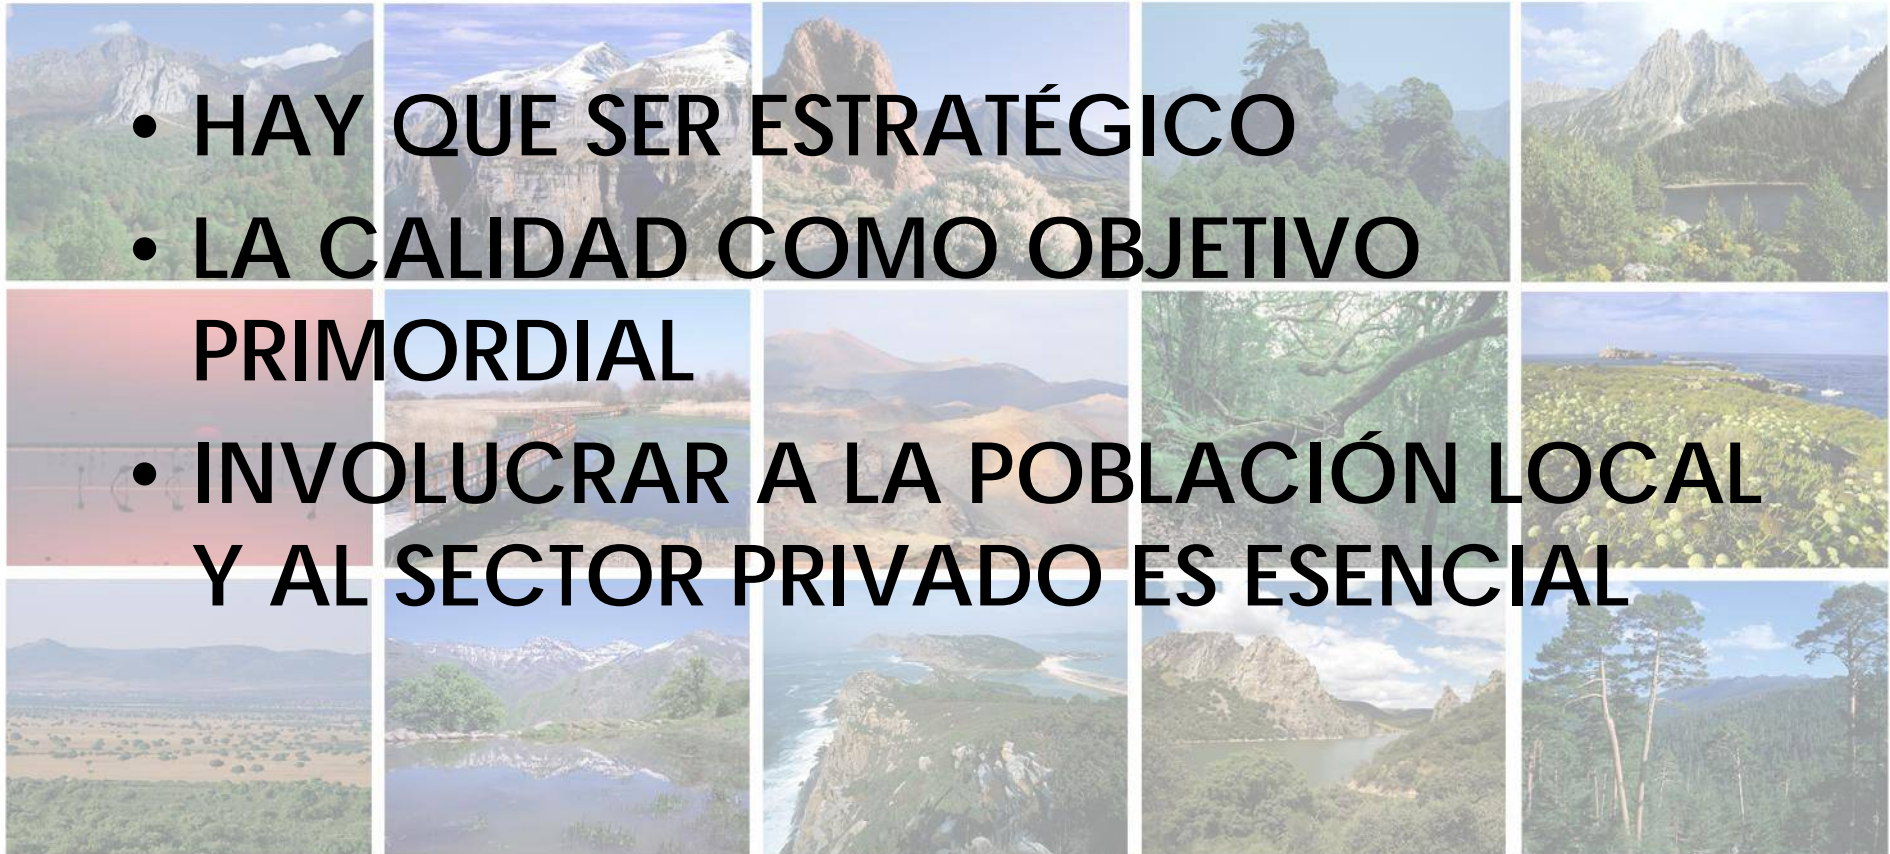 • HAY QUE SER ESTRATÉGICO
• LA CALIDAD COMO OBJETIVO
PRIMORDIAL
• INVOLUCRAR A LA POBLACIÓN LOCAL
Y AL SECTOR PRIVADO ES ESENCIAL